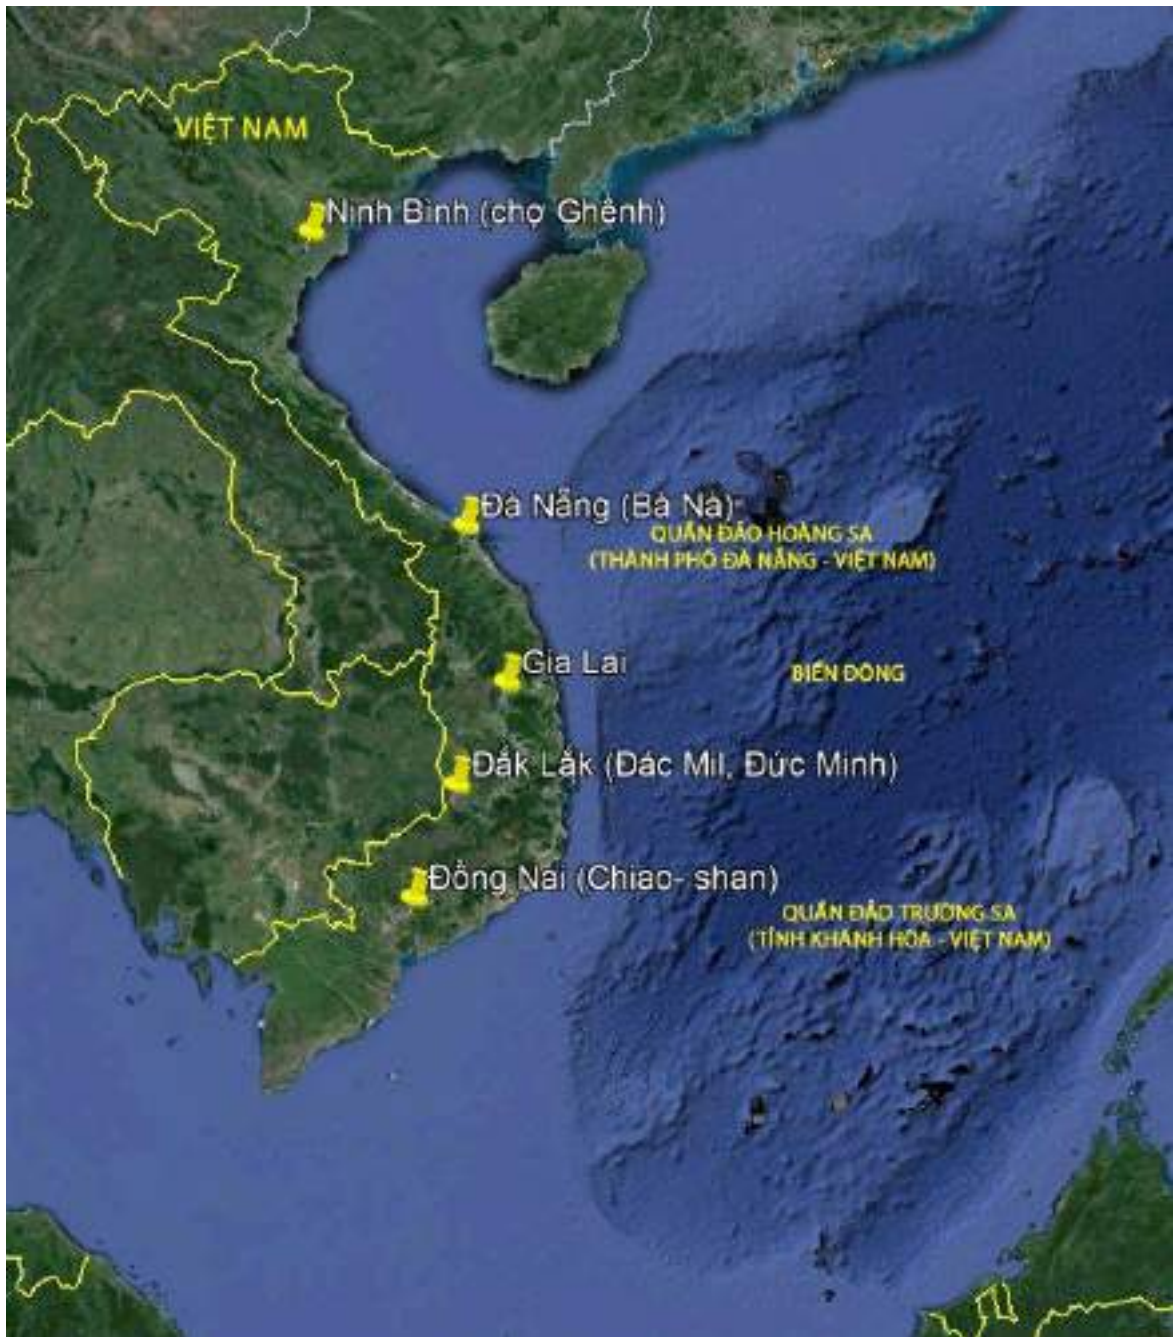 VIỆT NAM
Ninh Bình (chợ Ghềnh)
Đà Nẵng (Bà Nà)
QUẦN ĐẢO HOÀNG SA
(THÀNH PHỐ ĐÀ NẴNG - VIỆT NAM)
Gia Lai
BIỂN ĐÔNG
Đắk Lắk (Đác Mil, Đức Minh)
Đồng Nai (Chiao- shan)
QUẦN ĐẢO TRƯỜNG SA
(TỈNH KHÁNH HÒA - VIỆT NAM)